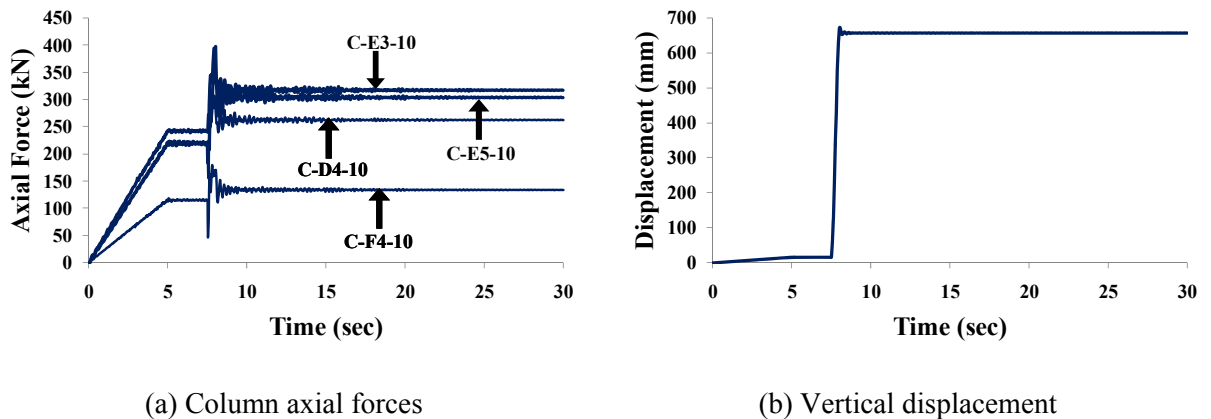 450
400
350
300
250
200
150
100
50
0
Axial Force (kN)
C-E3-10
C-E5-10
C-D4-10
C-F4-10
0 5 10 15 20 25 30
Time (sec)
(a) Column axial forces
700
600
500
400
300
200
100
0
Displacement (mm)
0 5 10 15 20 25 30
Time (sec)
(b) Vertical displacement